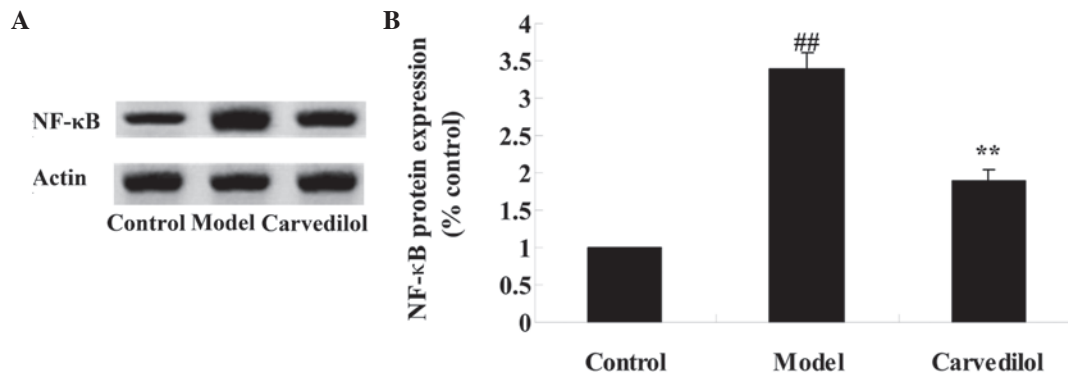 A
NF-κB
Actin
Control Model Carvedilol
B
NF-κB protein expression
(% control)
4
3.5
3
2.5
2
1.5
1
0.5
0
##
**
Control Model Carvedilol